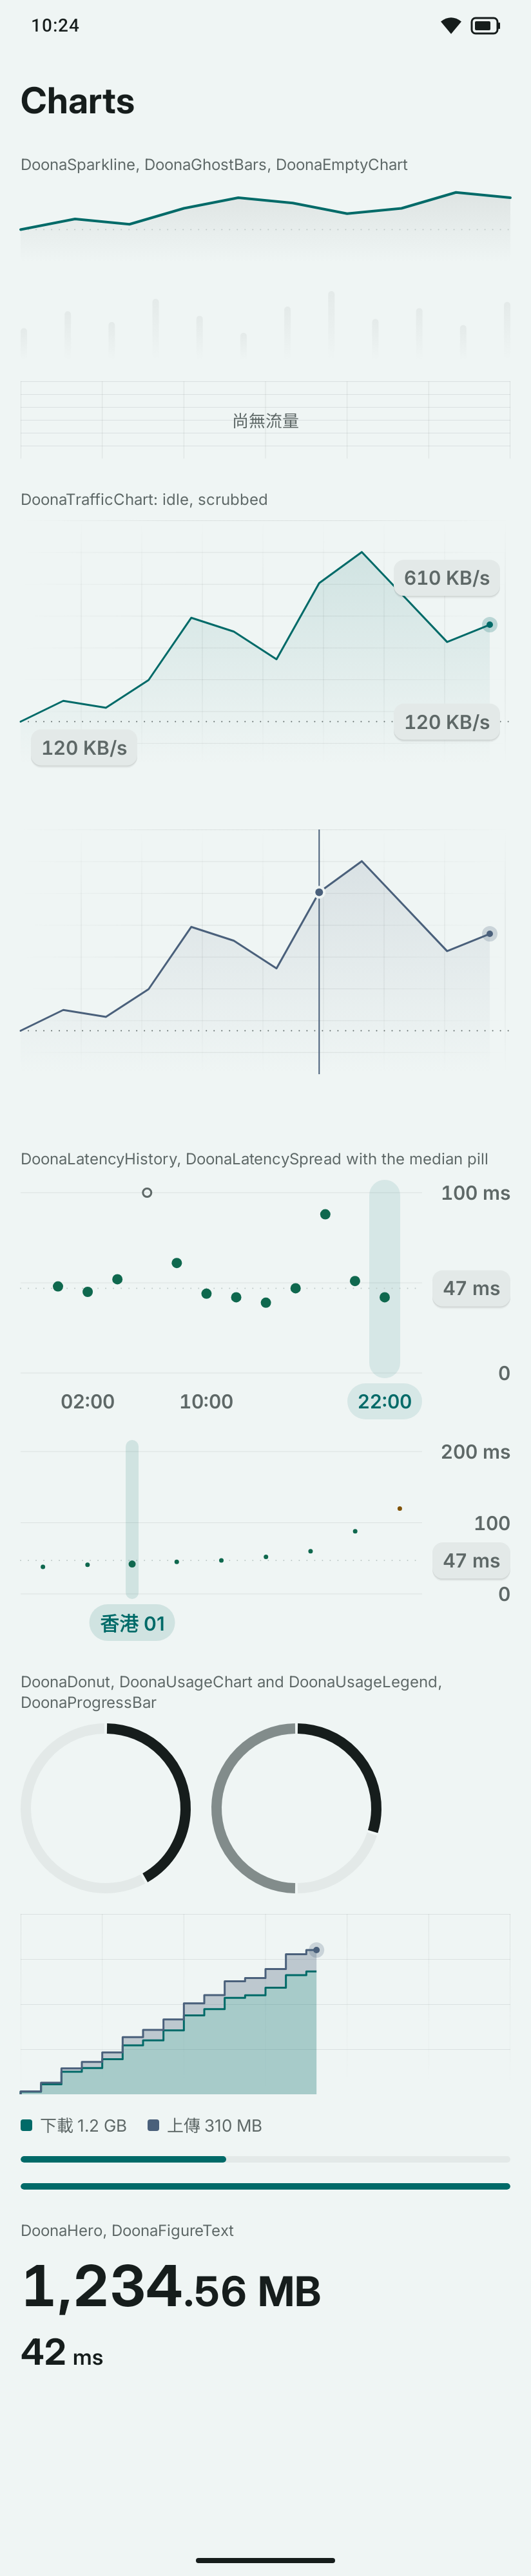 10:24
Charts
DoonaSparkline, DoonaGhostBars, DoonaEmptyChart
尚無流量
DoonaTrafficChart: idle, scrubbed
610 KB/s
120 KB/s
120 KB/s
DoonaLatencyHistory, DoonaLatencySpread with the median pill
100 ms
47 ms
0
02:00 10:00 22:00
200 ms
100
47 ms
0
香港 01
DoonaDonut, DoonaUsageChart and DoonaUsageLegend,
DoonaProgressBar
下載 1.2 GB 上傳 310 MB
DoonaHero, DoonaFigureText
1,234.56 MB
42 ms